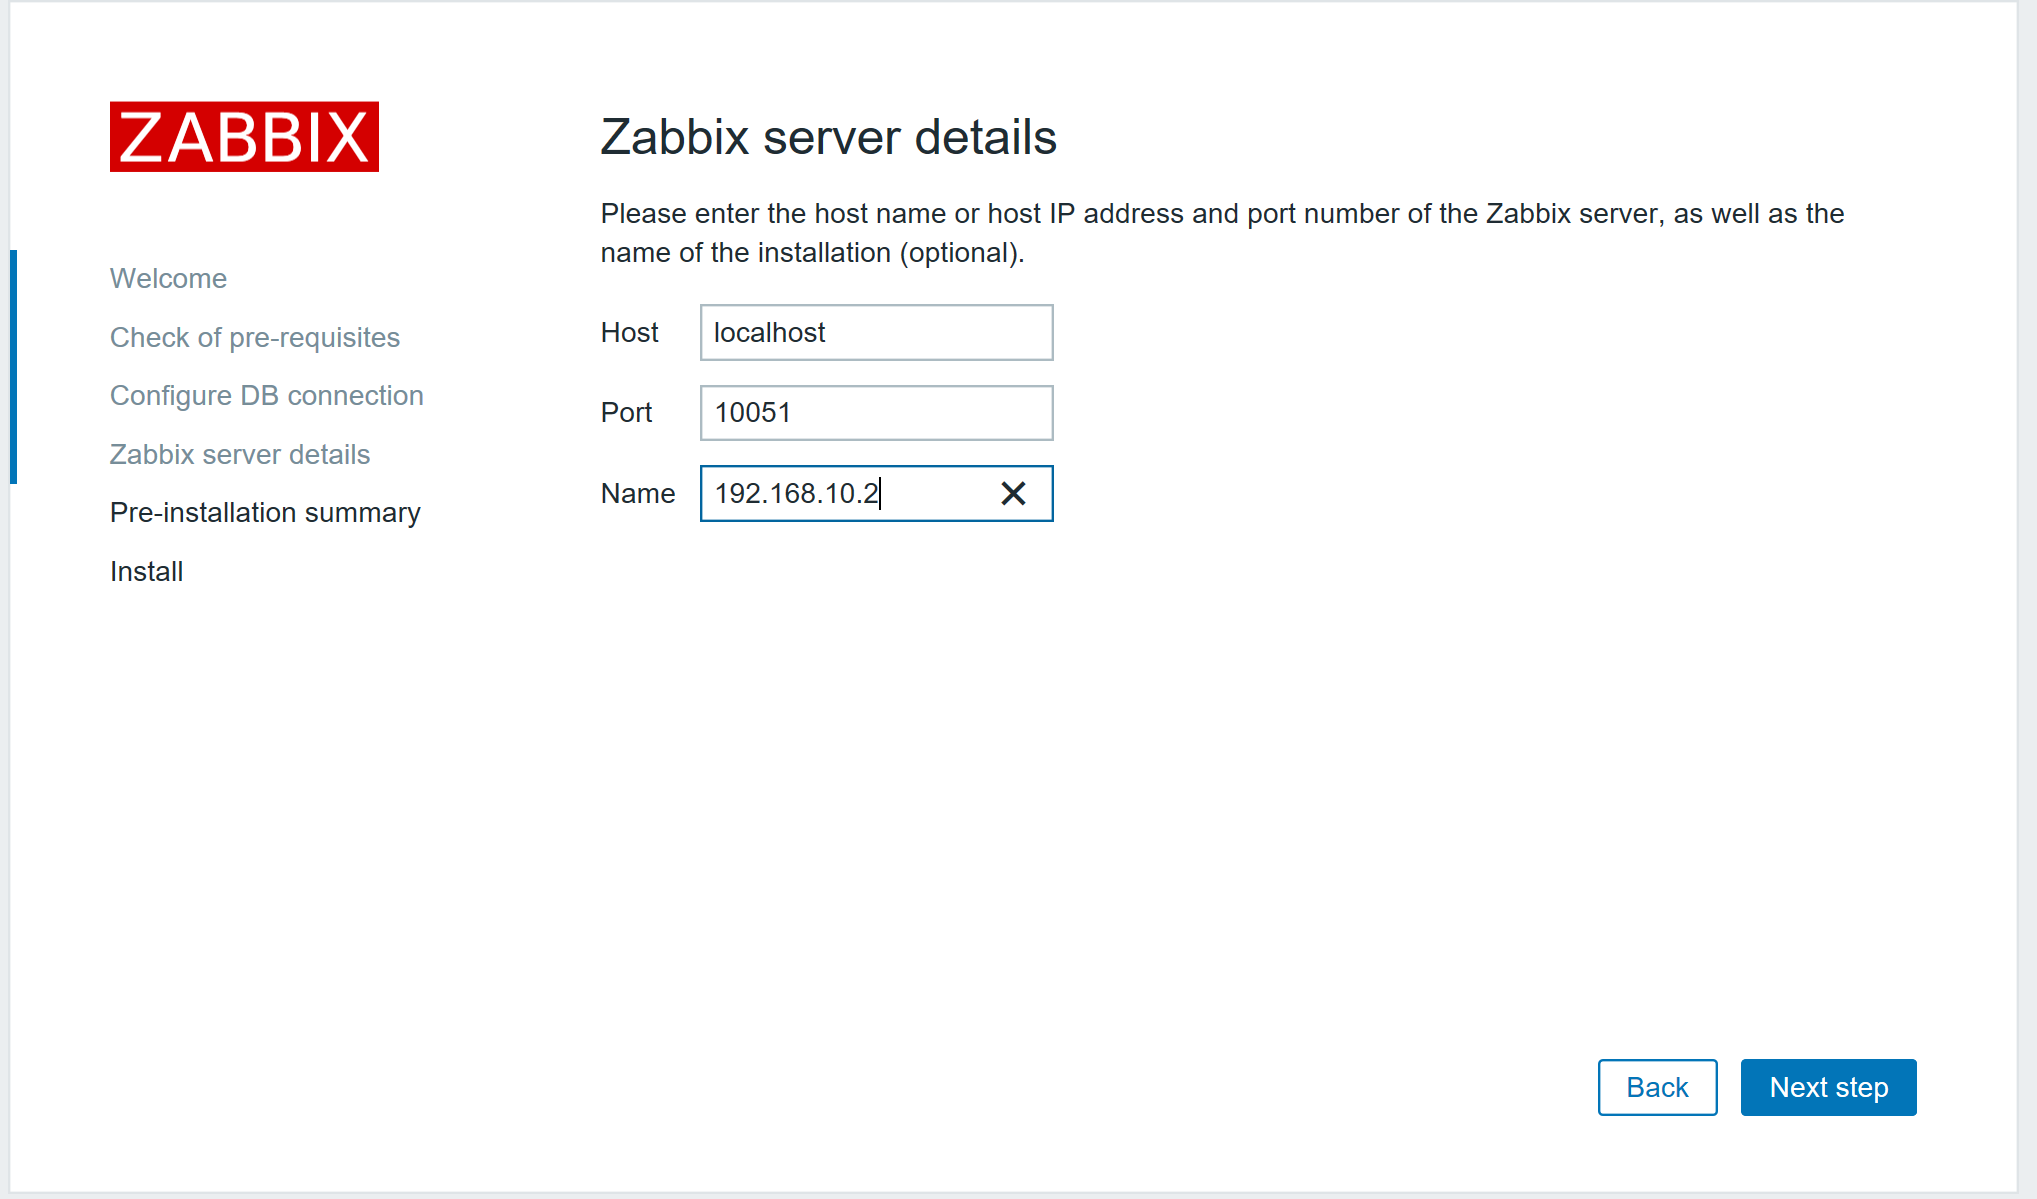 ZABBIX
Welcome
Check of pre-requisites
Configure DB connection
Zabbix server details
Pre-installation summary
Install
Zabbix server details
Please enter the host name or host IP address and port number of the Zabbix server, as well as the
name of the installation (optional).
Host localhost
Port 10051
Name 192.168.10.2
Back Next step